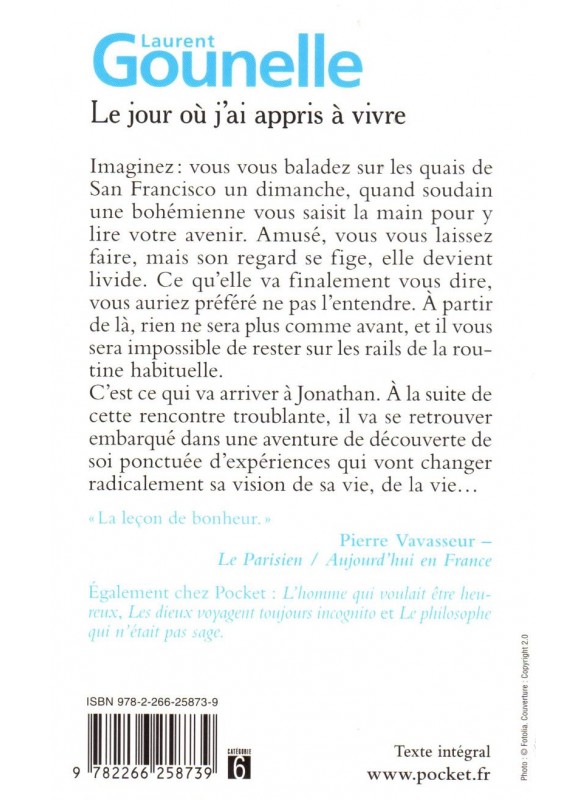 Laurent
Gounelle
Le jour où j'ai appris à vivre
Imaginez : vous vous baladez sur les quais de
San Francisco un dimanche, quand soudain
une bohémienne vous saisit la main pour y
lire votre avenir. Amusé, vous vous laissez
faire, mais son regard se fige, elle devient
livide. Ce qu'elle va finalement vous dire,
vous auriez préféré ne pas l'entendre. À partir
de là, rien ne sera plus comme avant, et il vous
sera impossible de rester sur les rails de la rou-
tine habituelle.
C'est ce qui va arriver à Jonathan. À la suite de
cette rencontre troublante, il va se retrouver
embarqué dans une aventure de découverte de
soi ponctuée d'expériences qui vont changer
radicalement sa vision de sa vie, de la vie…
« La leçon de bonheur. »
Pierre Vavasseur –
Le Parisien / Aujourd'hui en France
Également chez Pocket : L'homme qui voulait être heu-
reux, Les dieux voyagent toujours incognito et Le philosophe
qui n'était pas sage.
ISBN 978-2-266-25873-9
9 782266 258739
CATÉGORIE
6
Texte intégral
www.pocket.fr
Photo : © Fotolia. Couverture : Copyright 2.0